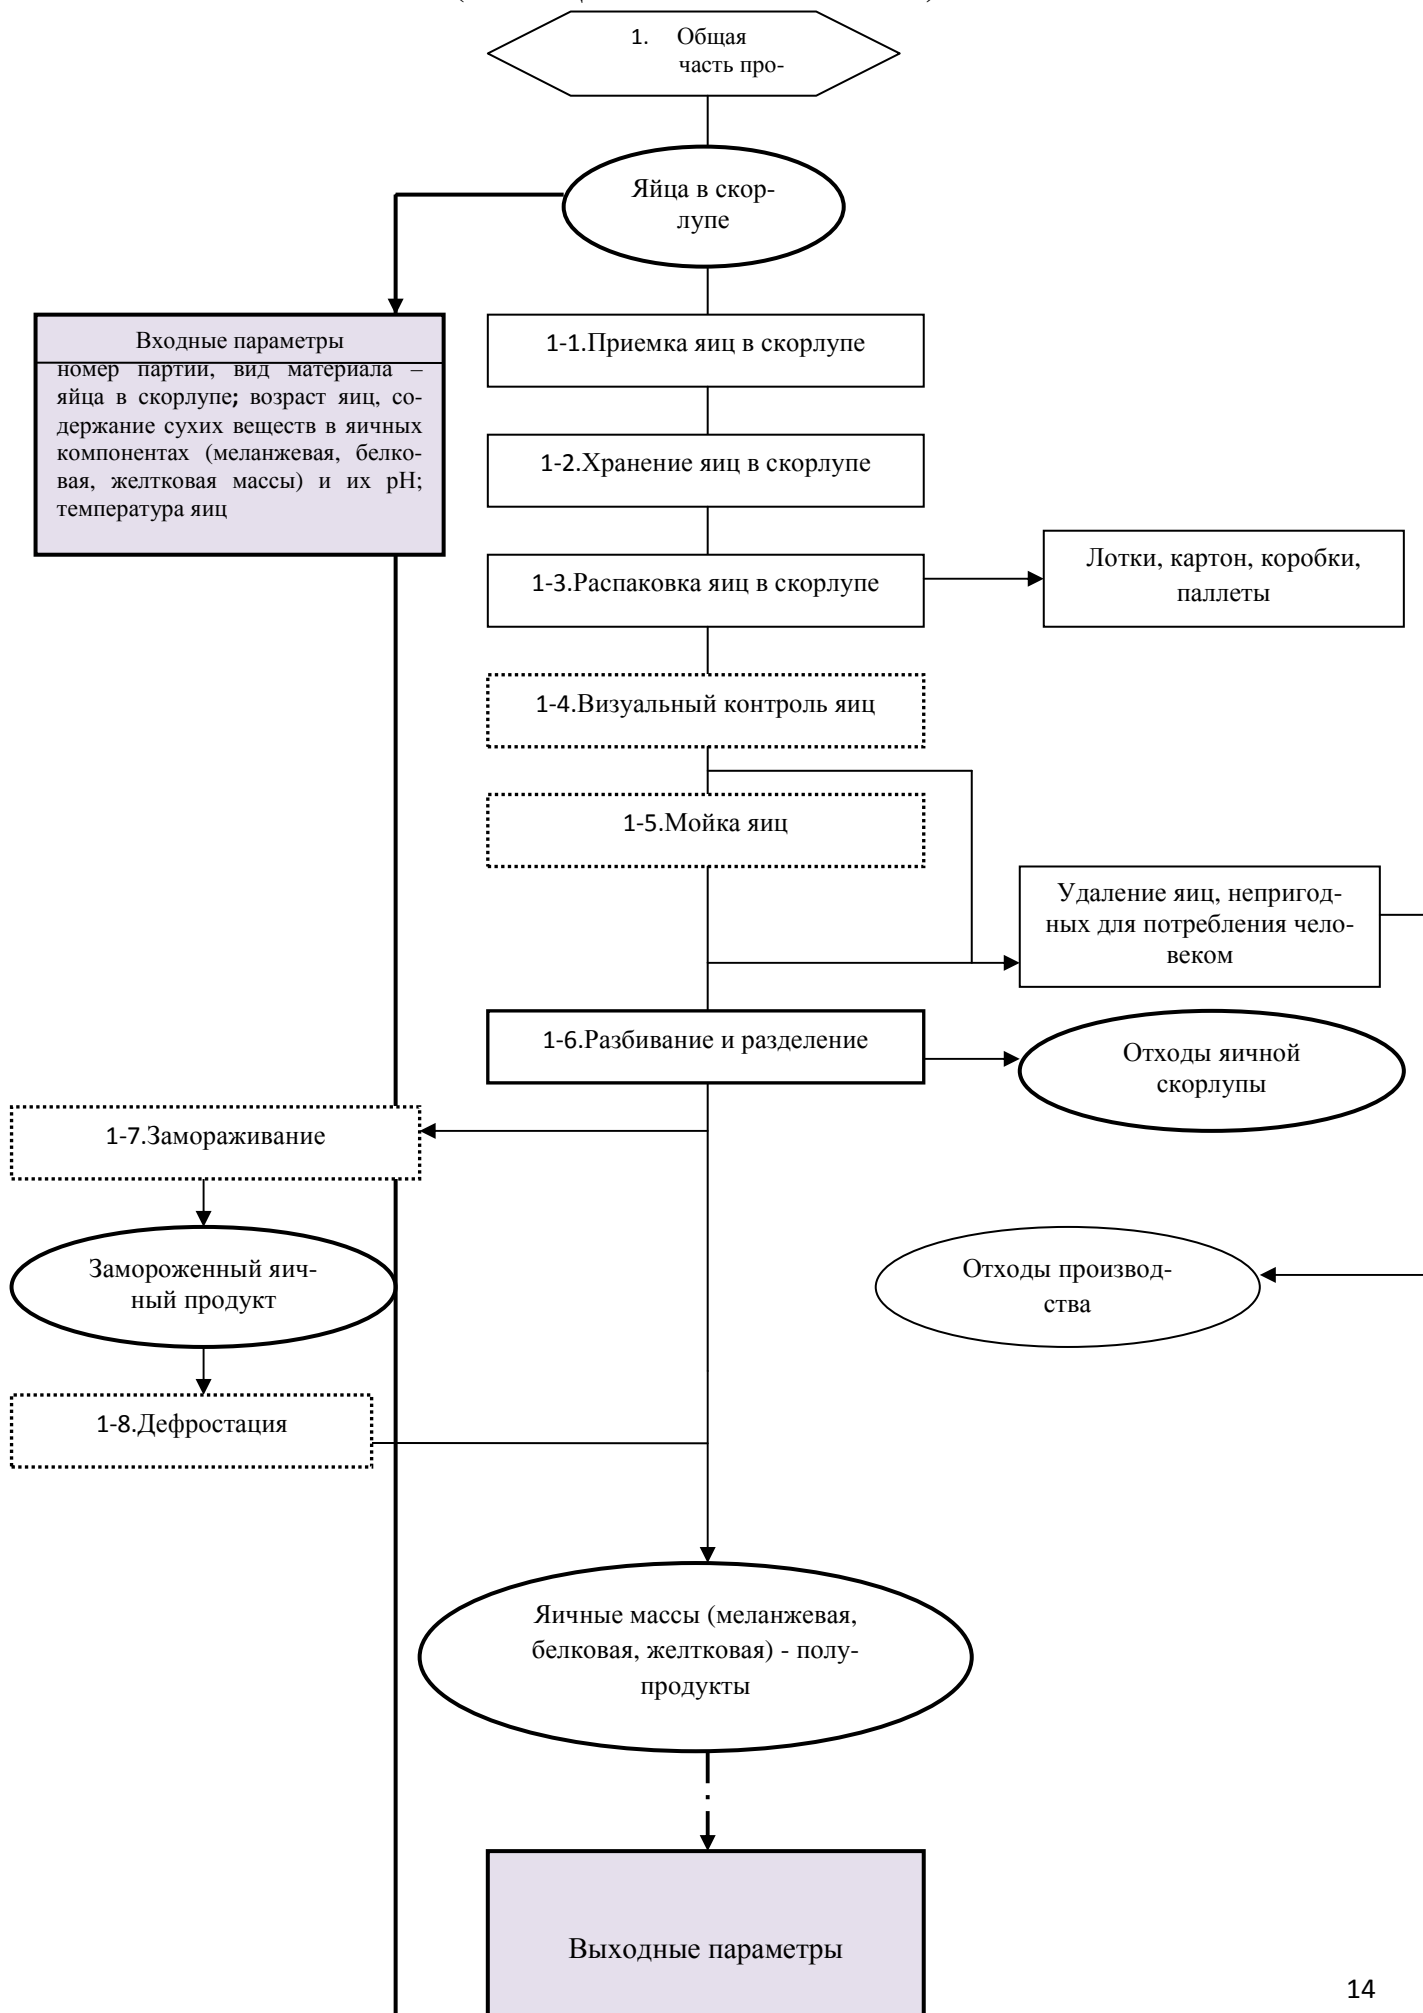 1. Общая
часть про-
Яйца в скор-
лупе
Входные параметры
номер партии, вид материала –
яйца в скорлупе; возраст яиц, со-
держание сухих веществ в яичных
компонентах (меланжевая, белко-
вая, желтковая массы) и их pH;
температура яиц
1-1.Приемка яиц в скорлупе
1-2.Хранение яиц в скорлупе
1-3.Распаковка яиц в скорлупе
Лотки, картон, коробки,
паллеты
1-4.Визуальный контроль яиц
1-5.Мойка яиц
Удаление яиц, непригод-
ных для потребления чело-
веком
1-6.Разбивание и разделение
Отходы яичной
скорлупы
1-7.Замораживание
Замороженный яич-
ный продукт
Отходы производ-
ства
1-8.Дефростация
Яичные массы (меланжевая,
белковая, желтковая) - полу-
продукты
Выходные параметры
14